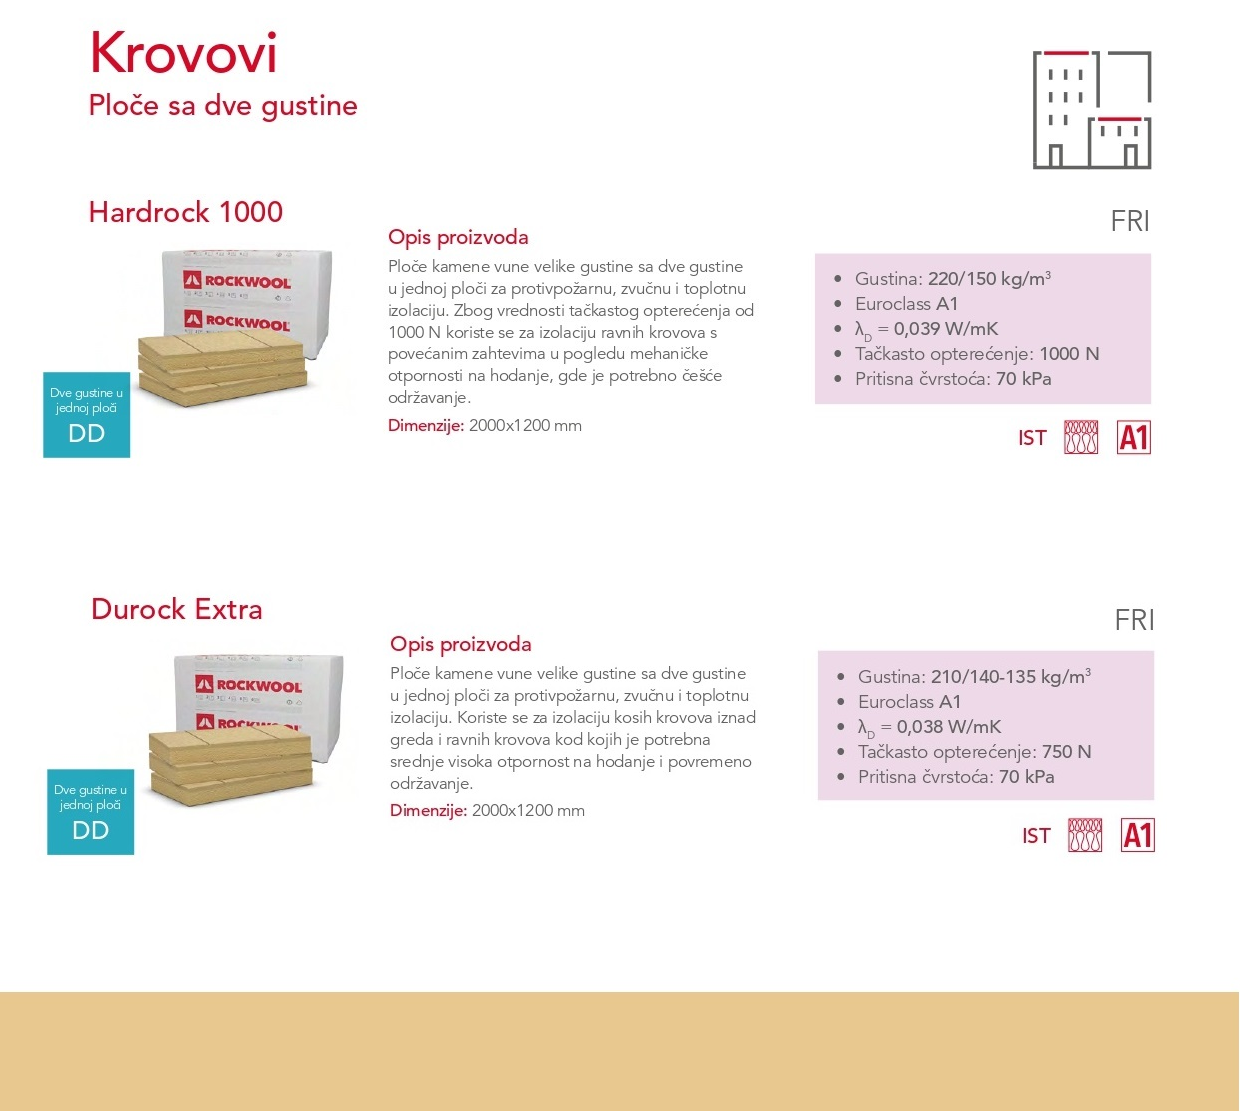 Krovovi
Ploče sa dve gustine
Hardrock 1000
ROCKWOOL
ROCKWOOL
Dve gustine u
jednoj ploči
DD
Opis proizvoda
Ploče kamene vune velike gustine sa dve gustine
u jednoj ploči za protivpožarnu, zvučnu i toplotnu
izolaciju. Zbog vrednosti tačkastog opterećenja od
1000 N koriste se za izolaciju ravnih krovova s
povećanim zahtevima u pogledu mehaničke
otpornosti na hodanje, gde je potrebno češće
održavanje.
Dimenzije: 2000x1200 mm
FRI
• Gustina: 220/150 kg/m³
• Euroclass A1
• λD = 0,039 W/mK
• Tačkasto opterećenje: 1000 N
• Pritisna čvrstoća: 70 kPa
IST A1
Durock Extra
ROCKWOOL
ROCKWOOL
Dve gustine u
jednoj ploči
DD
Opis proizvoda
Ploče kamene vune velike gustine sa dve gustine
u jednoj ploči za protivpožarnu, zvučnu i toplotnu
izolaciju. Koriste se za izolaciju kosih krovova iznad
greda i ravnih krovova kod kojih je potrebna
srednje visoka otpornost na hodanje i povremeno
održavanje.
Dimenzije: 2000x1200 mm
FRI
• Gustina: 210/140-135 kg/m³
• Euroclass A1
• λD = 0,038 W/mK
• Tačkasto opterećenje: 750 N
• Pritisna čvrstoća: 70 kPa
IST A1